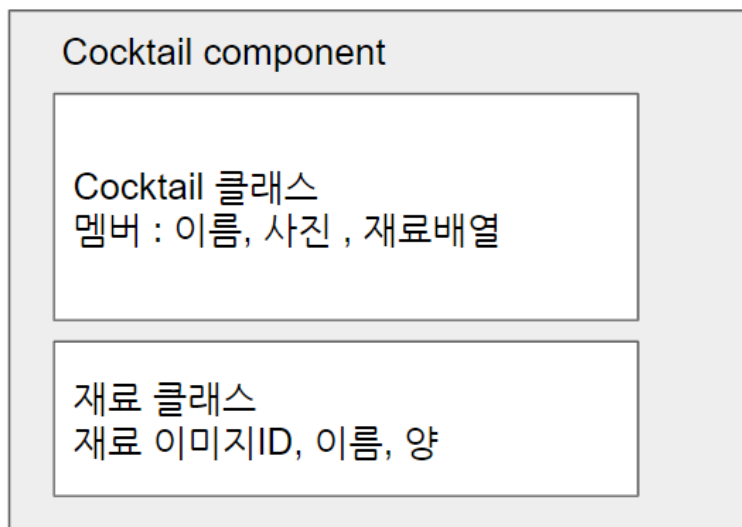 Cocktail component
Cocktail 클래스
멤버 : 이름, 사진 , 재료배열
재료 클래스
재료 이미지ID, 이름, 양